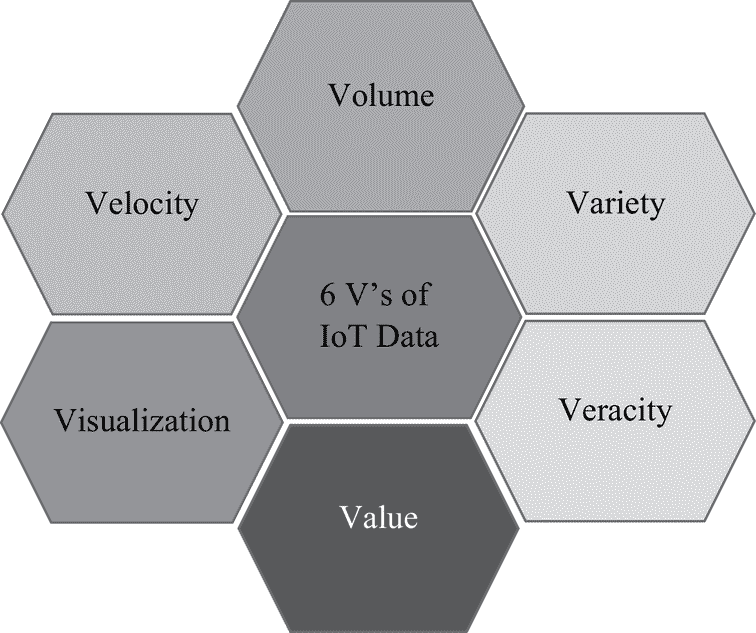 Volume
Velocity
Variety
6 V’s of
IoT Data
Visualization
Veracity
Value